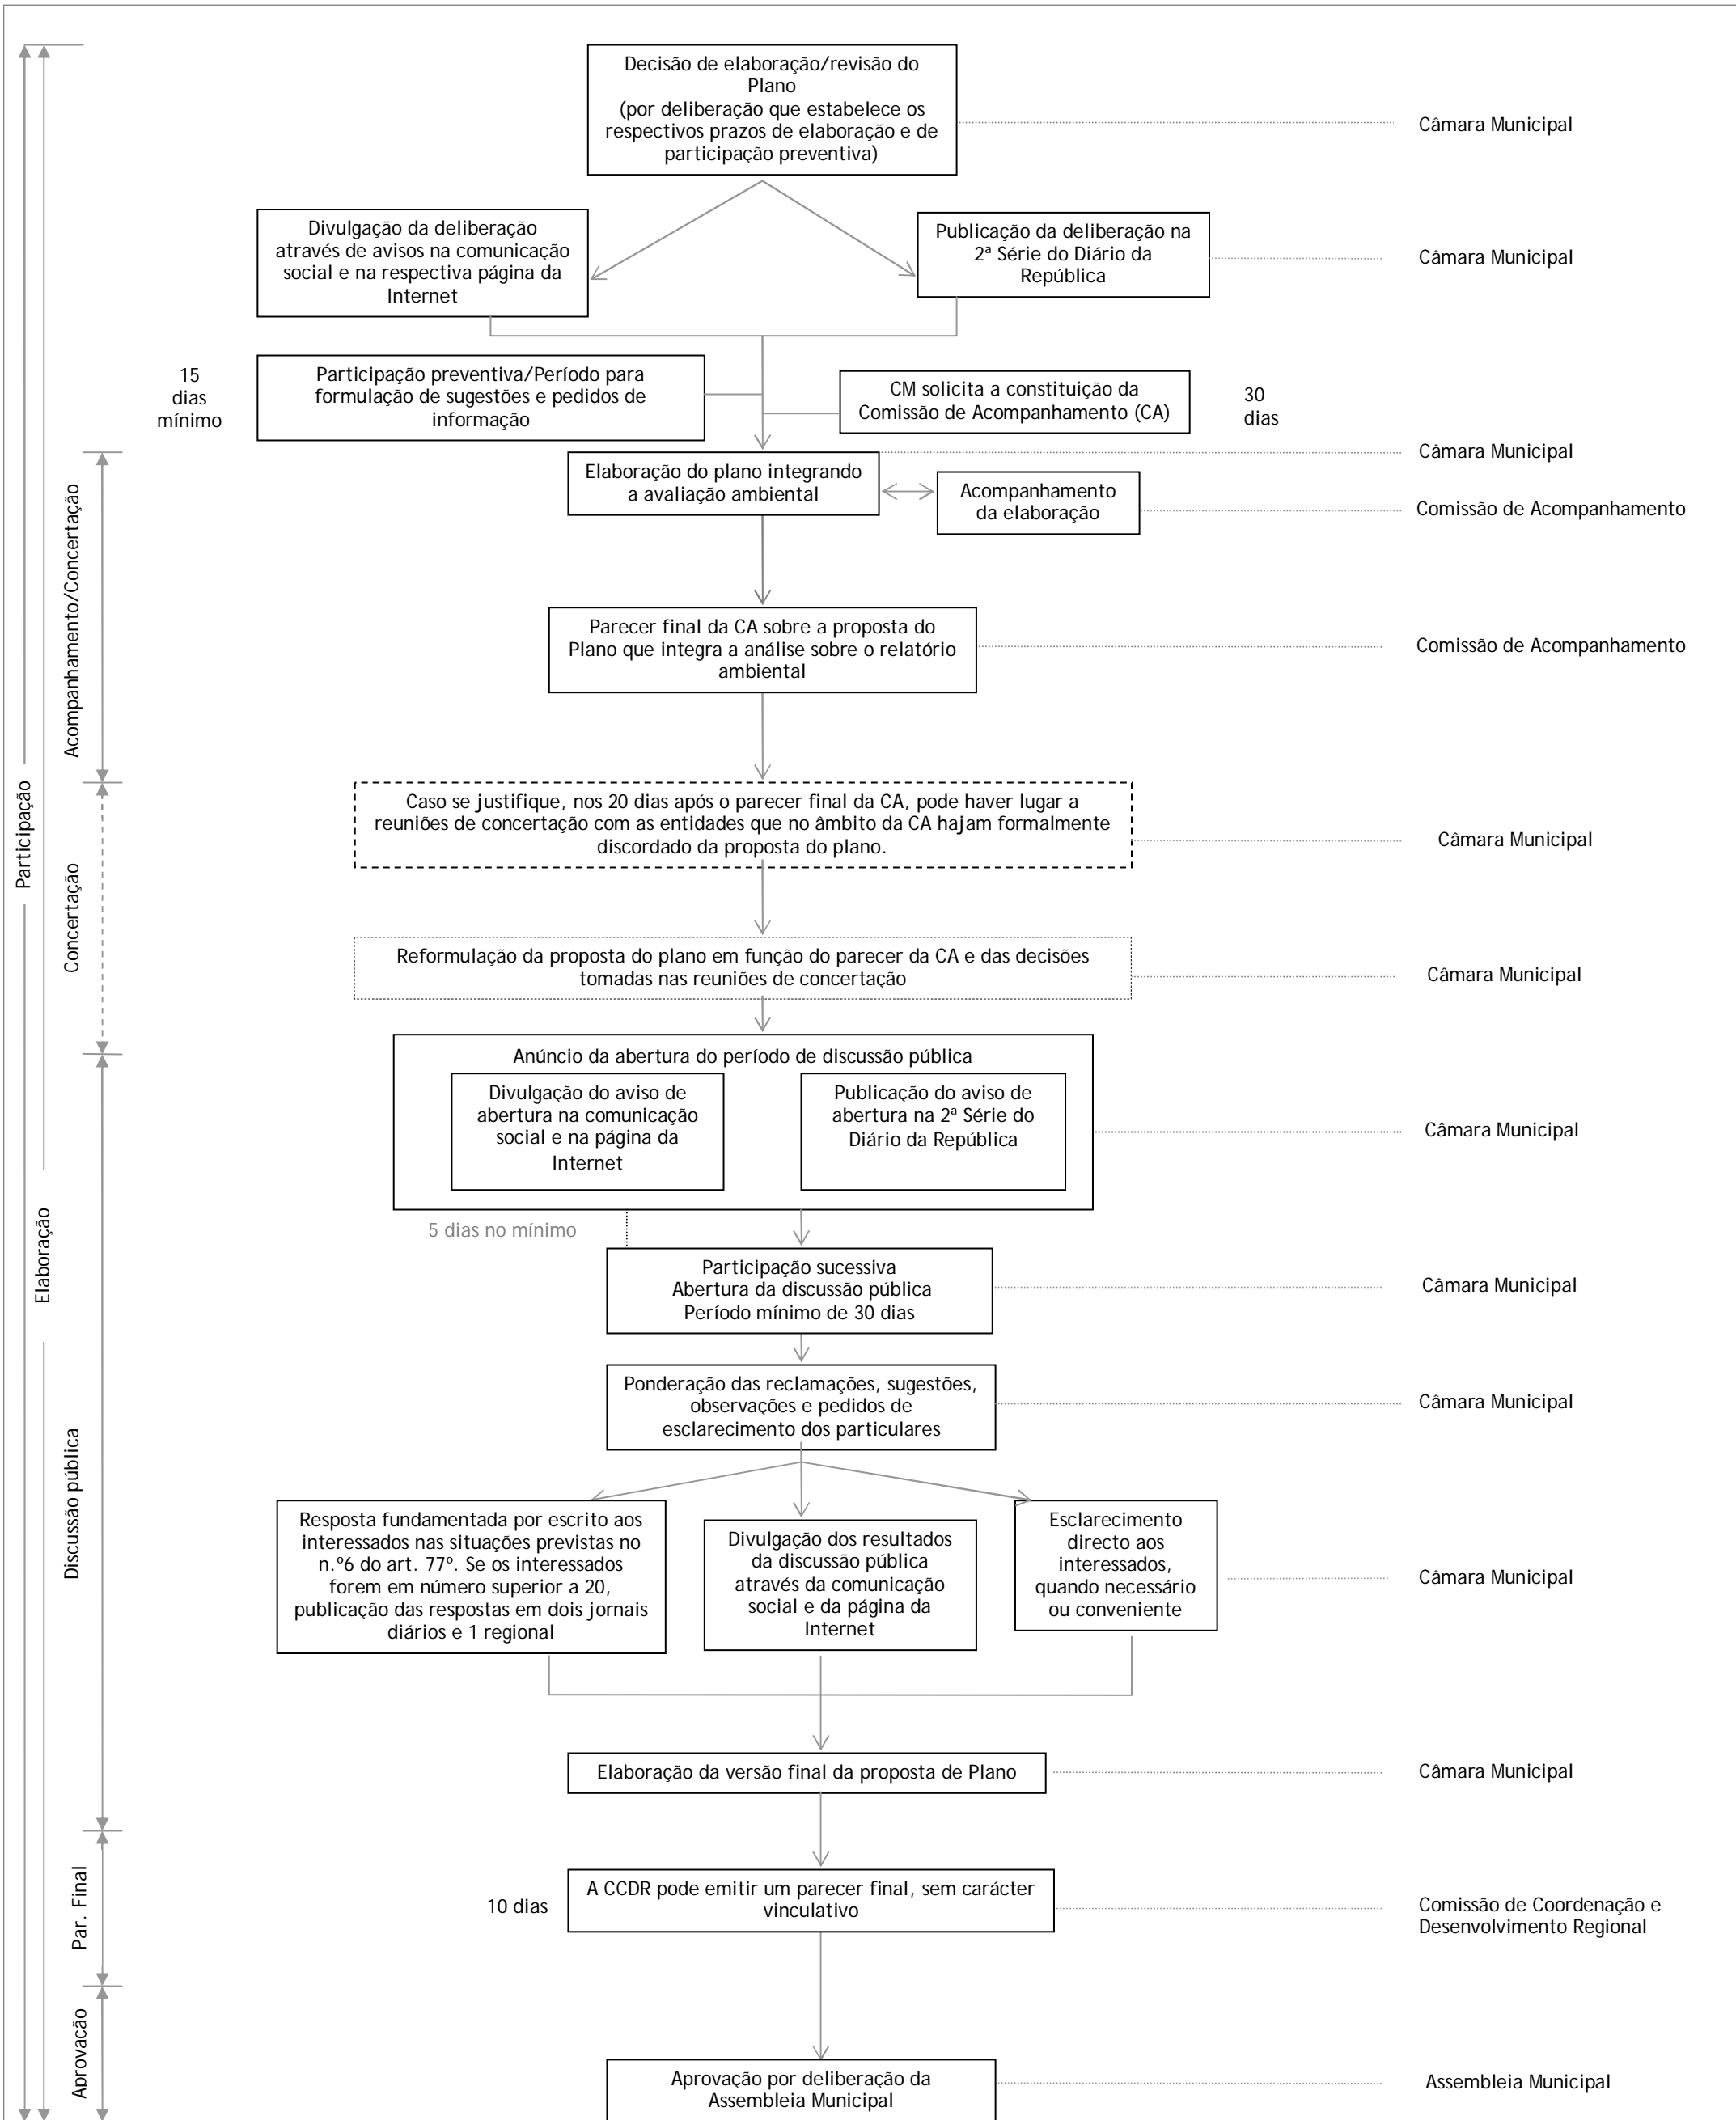 Decisão de elaboração/revisão do
Plano
(por deliberação que estabelece os
respectivos prazos de elaboração e de
participação preventiva)
Câmara Municipal
Divulgação da deliberação
através de avisos na comunicação
social e na respectiva página da
Internet
Publicação da deliberação na
2ª Série do Diário da
República
Câmara Municipal
15
dias
mínimo
Participação preventiva/Período para
formulação de sugestões e pedidos de
informação
CM solicita a constituição da
Comissão de Acompanhamento (CA)
30
dias
Câmara Municipal
Elaboração do plano integrando
a avaliação ambiental
Acompanhamento
da elaboração
Comissão de Acompanhamento
Acompanhamento/Concertação
Parecer final da CA sobre a proposta do
Plano que integra a análise sobre o relatório
ambiental
Comissão de Acompanhamento
Participação
Caso se justifique, nos 20 dias após o parecer final da CA, pode haver lugar a
reuniões de concertação com as entidades que no âmbito da CA hajam formalmente
discordado da proposta do plano.
Câmara Municipal
Concertação
Reformulação da proposta do plano em função do parecer da CA e das decisões
tomadas nas reuniões de concertação
Câmara Municipal
Anúncio da abertura do período de discussão pública
Divulgação do aviso de
abertura na comunicação
social e na página da
Internet
Publicação do aviso de
abertura na 2ª Série do
Diário da República
Câmara Municipal
5 dias no mínimo
Elaboração
Participação sucessiva
Abertura da discussão pública
Período mínimo de 30 dias
Câmara Municipal
Ponderação das reclamações, sugestões,
observações e pedidos de
esclarecimento dos particulares
Câmara Municipal
Discussão pública
Resposta fundamentada por escrito aos
interessados nas situações previstas no
n.º6 do art. 77º. Se os interessados
forem em número superior a 20,
publicação das respostas em dois jornais
diários e 1 regional
Divulgação dos resultados
da discussão pública
através da comunicação
social e da página da
Internet
Esclarecimento
directo aos
interessados,
quando necessário
ou conveniente
Câmara Municipal
Elaboração da versão final da proposta de Plano
Câmara Municipal
Par. Final
10 dias
A CCDR pode emitir um parecer final, sem carácter
vinculativo
Comissão de Coordenação e
Desenvolvimento Regional
Aprovação
Aprovação por deliberação da
Assembleia Municipal
Assembleia Municipal